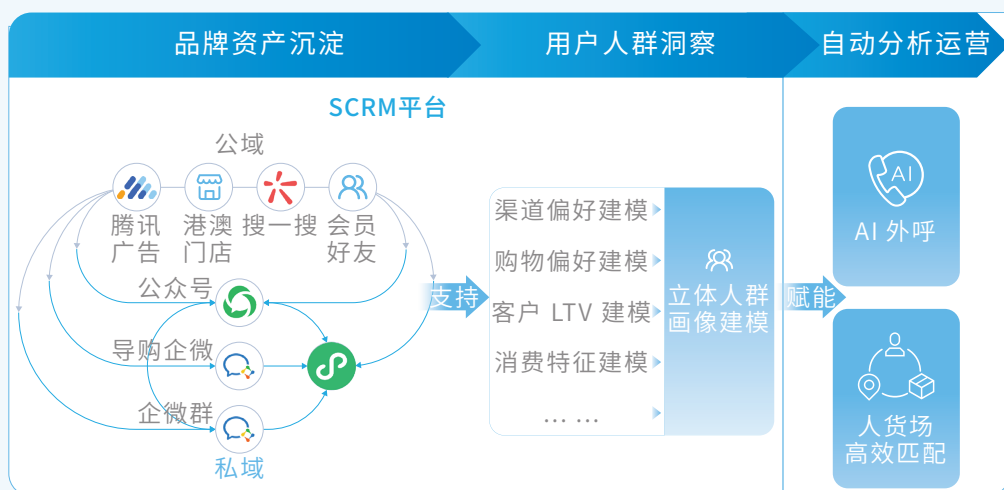 品牌资产沉淀
用户人群洞察
自动分析运营
SCRM平台
公域
腾讯
广告
港澳
门店
搜一搜
会员
好友
公众号
导购企微
企微群
私域
支持
渠道偏好建模
购物偏好建模
客户 LTV 建模
消费特征建模
... ...
立体人群
画像建模
赋能
AI
AI 外呼
人货场
高效匹配